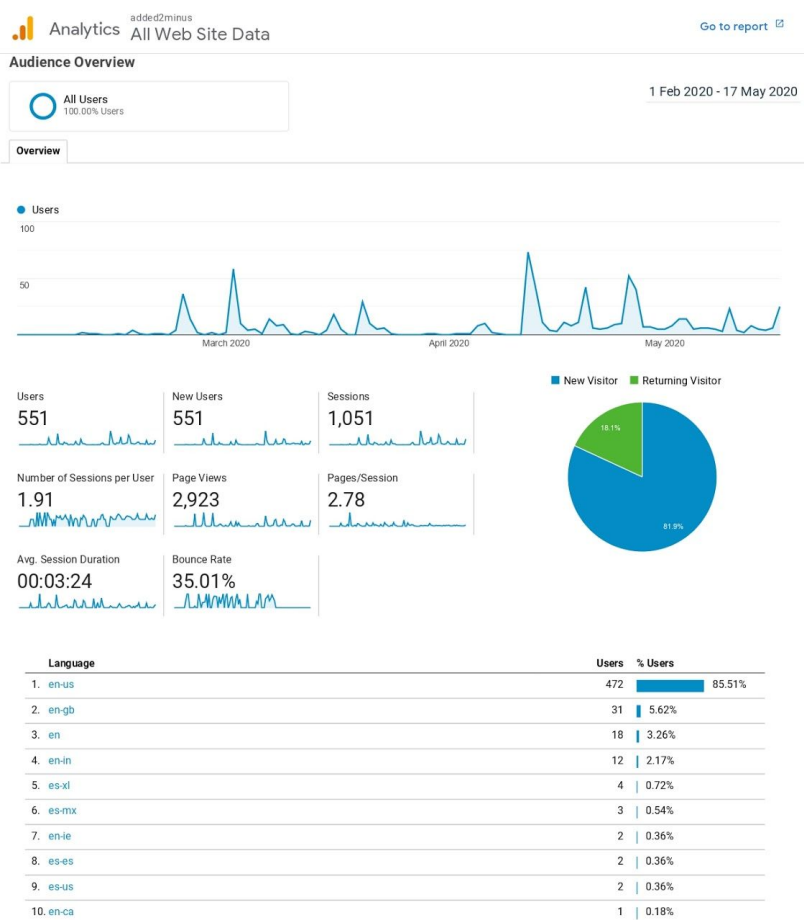 added2minus
Analytics All Web Site Data
Go to report
Audience Overview
All Users
100.00% Users
1 Feb 2020 - 17 May 2020
Overview
Users
100
50
March 2020 April 2020 May 2020
New Visitor Returning Visitor
Users New Users Sessions
551 551 1,051
18.1%
Number of Sessions per User Page Views Pages/Session
1.91 2,923 2.78
81.9%
Avg. Session Duration Bounce Rate
00:03:24 35.01%
Language Users % Users
1. en-us 472 85.51%
2. en-gb 31 5.62%
3. en 18 3.26%
4. en-in 12 2.17%
5. es-xl 4 0.72%
6. es-mx 3 0.54%
7. en-ie 2 0.36%
8. es-es 2 0.36%
9. es-us 2 0.36%
10. en-ca 1 0.18%